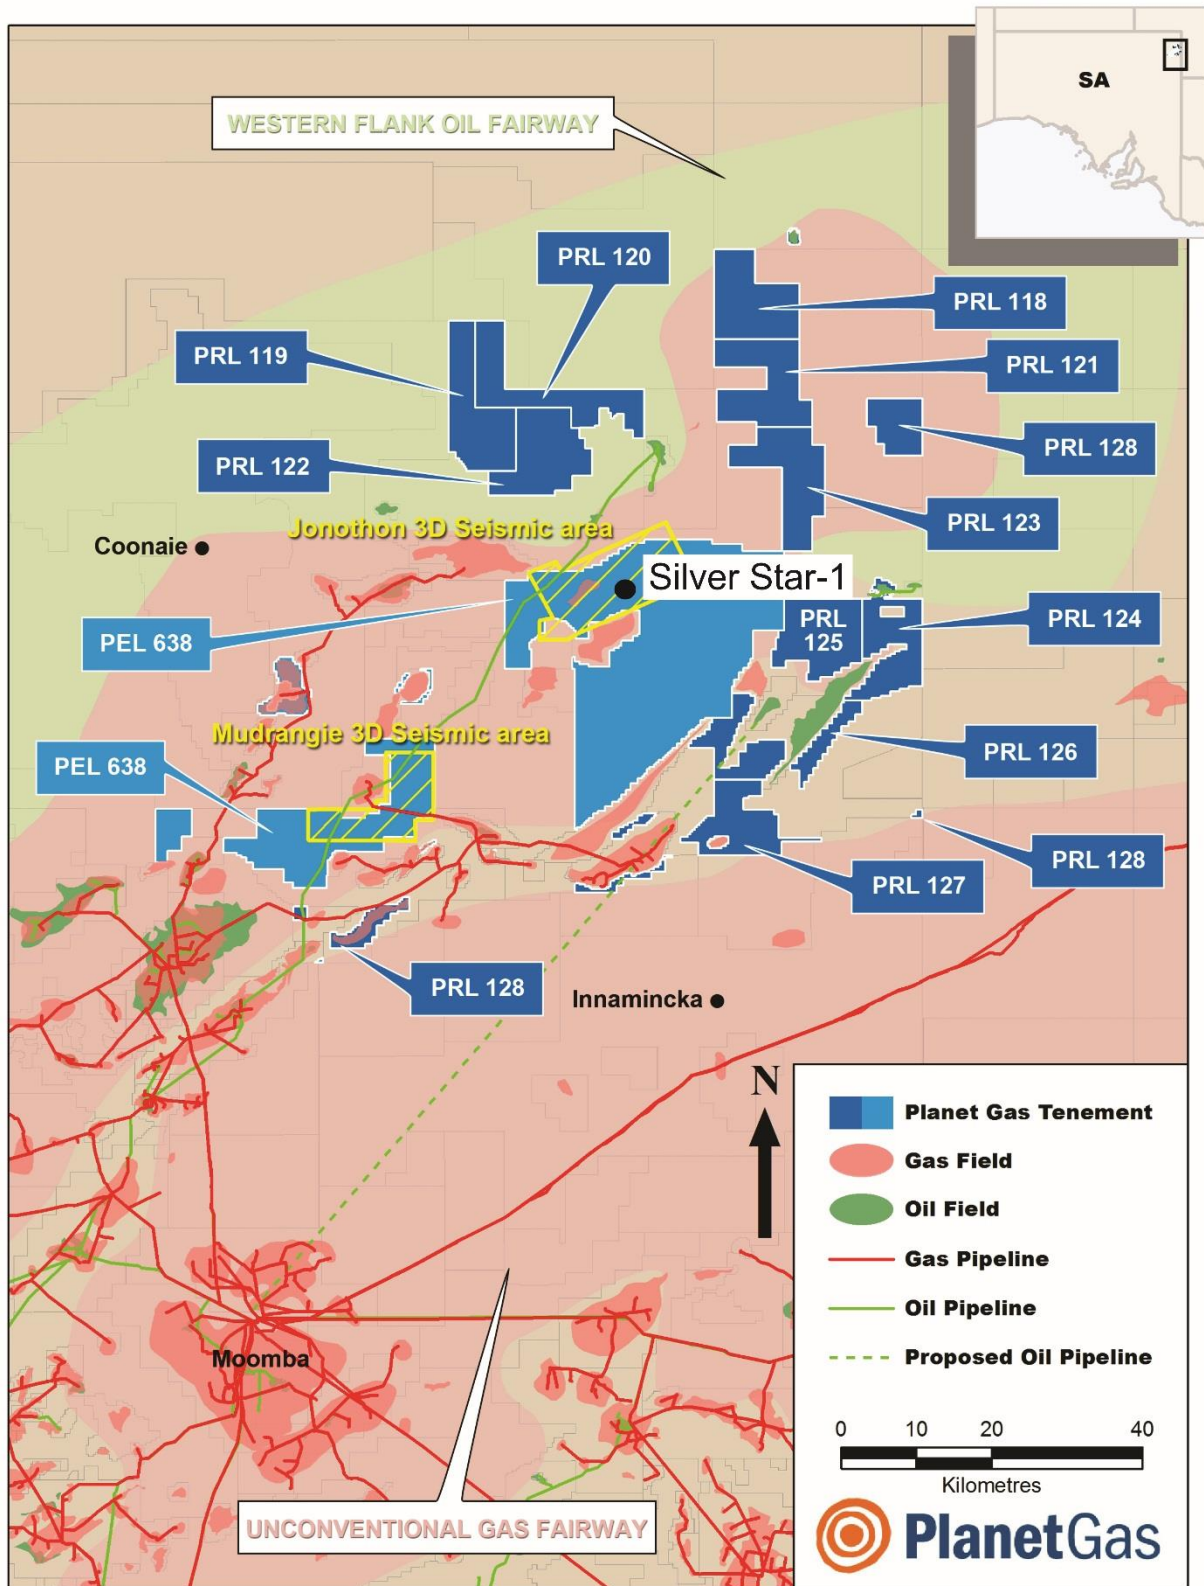 SA
WESTERN FLANK OIL FAIRWAY
PRL 120
PRL 118
PRL 119
PRL 121
PRL 128
PRL 122
PRL 123
Jonothon 3D Seismic area
Coonaie
Silver Star-1
PEL 638
PRL
125
PRL 124
Mudrangie 3D Seismic area
PRL 126
PEL 638
PRL 128
PRL 127
PRL 128
Innamincka
N
Planet Gas Tenement
Gas Field
Oil Field
Gas Pipeline
Oil Pipeline
Proposed Oil Pipeline
Moomba
0 10 20 40
Kilometres
UNCONVENTIONAL GAS FAIRWAY
PlanetGas